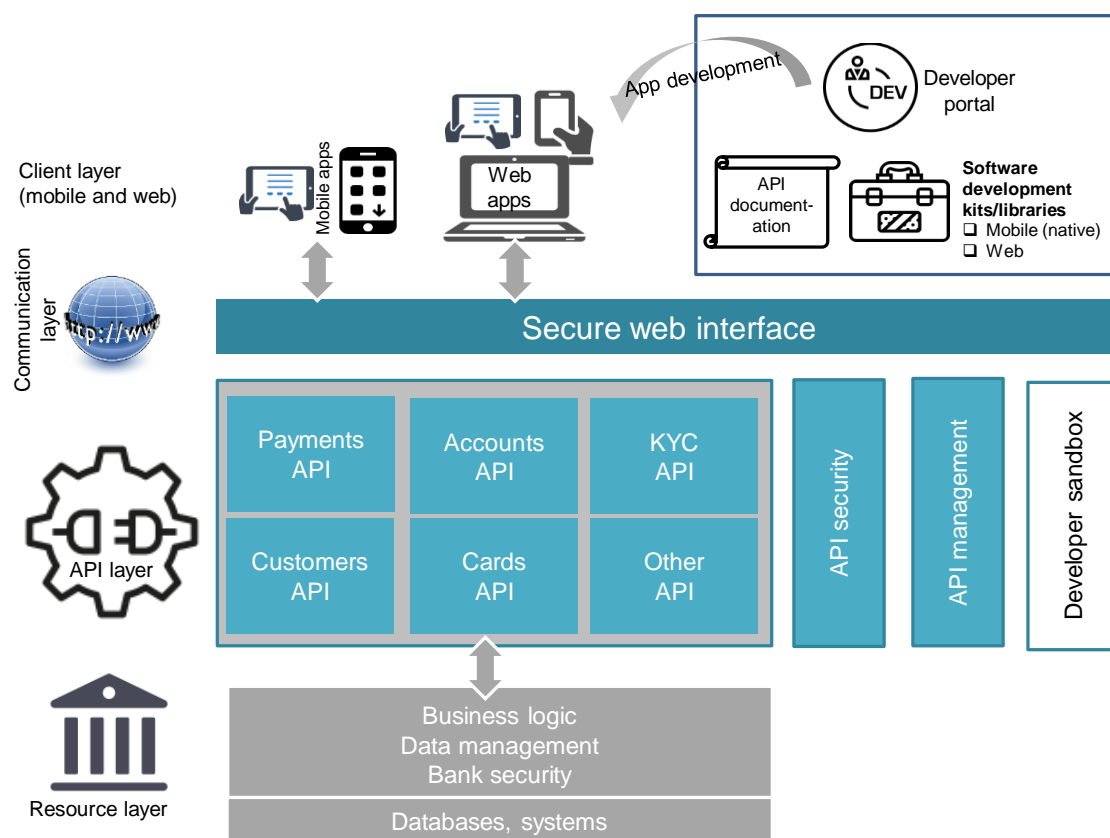 App development
DEV
Developer
portal
Client layer
(mobile and web)
Mobile apps
Web
apps
API
document-
ation
Software
development
kits/libraries
❑ Mobile (native)
❑ Web
Communication
layer
http://www
Secure web interface
Payments
API
Accounts
API
KYC
API
Customers
API
Cards
API
Other
API
API security
API management
Developer sandbox
API layer
Business logic
Data management
Bank security
Resource layer
Databases, systems